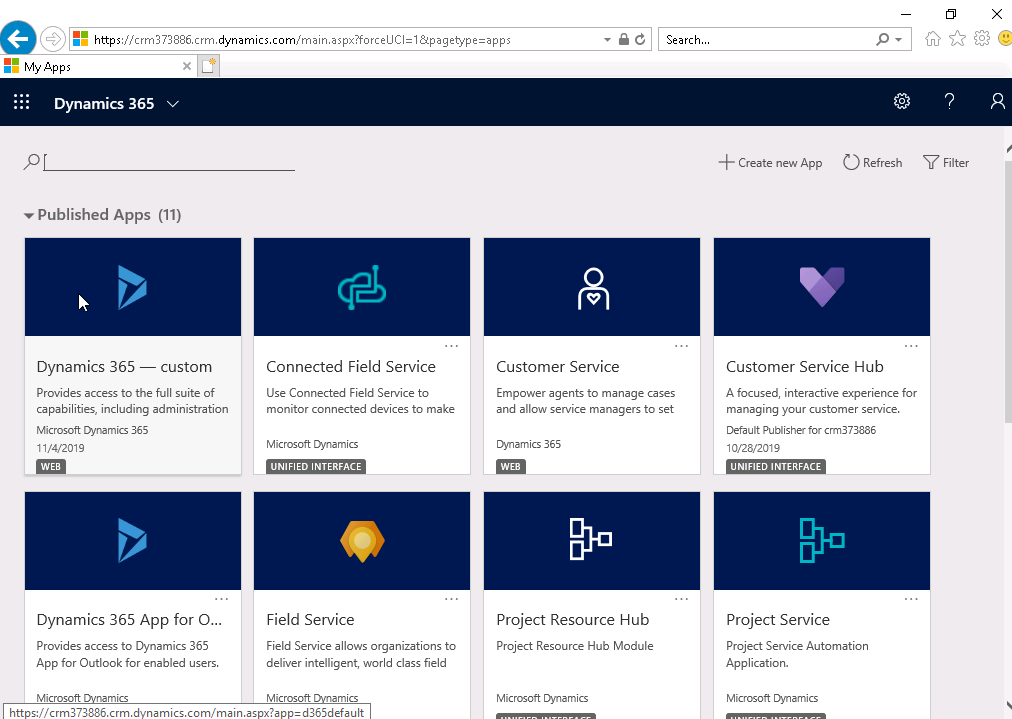 https://crm373886.crm.dynamics.com/main.aspx?forceUCI=1&pagetype=apps
Search...
My Apps
Dynamics 365
Create new App
Refresh
Filter
Published Apps (11)
Dynamics 365 — custom
Provides access to the full suite of
capabilities, including administration
Microsoft Dynamics 365
11/4/2019
WEB
Connected Field Service
Use Connected Field Service to
monitor connected devices to make
Microsoft Dynamics
UNIFIED INTERFACE
Customer Service
Empower agents to manage cases
and allow service managers to set
Dynamics 365
WEB
Customer Service Hub
A focused, interactive experience for
managing your customer service.
Default Publisher for crm373886
10/28/2019
UNIFIED INTERFACE
Dynamics 365 App for O...
Provides access to Dynamics 365
App for Outlook for enabled users.
Microsoft Dynamics
Field Service
Field Service allows organizations to
deliver intelligent, world class field
Microsoft Dynamics
Project Resource Hub
Project Resource Hub Module
Microsoft Dynamics
UNIFIED INTERFACE
Project Service
Project Service Automation
Application.
Microsoft Dynamics
UNIFIED INTERFACE
https://crm373886.crm.dynamics.com/main.aspx?app=d365default